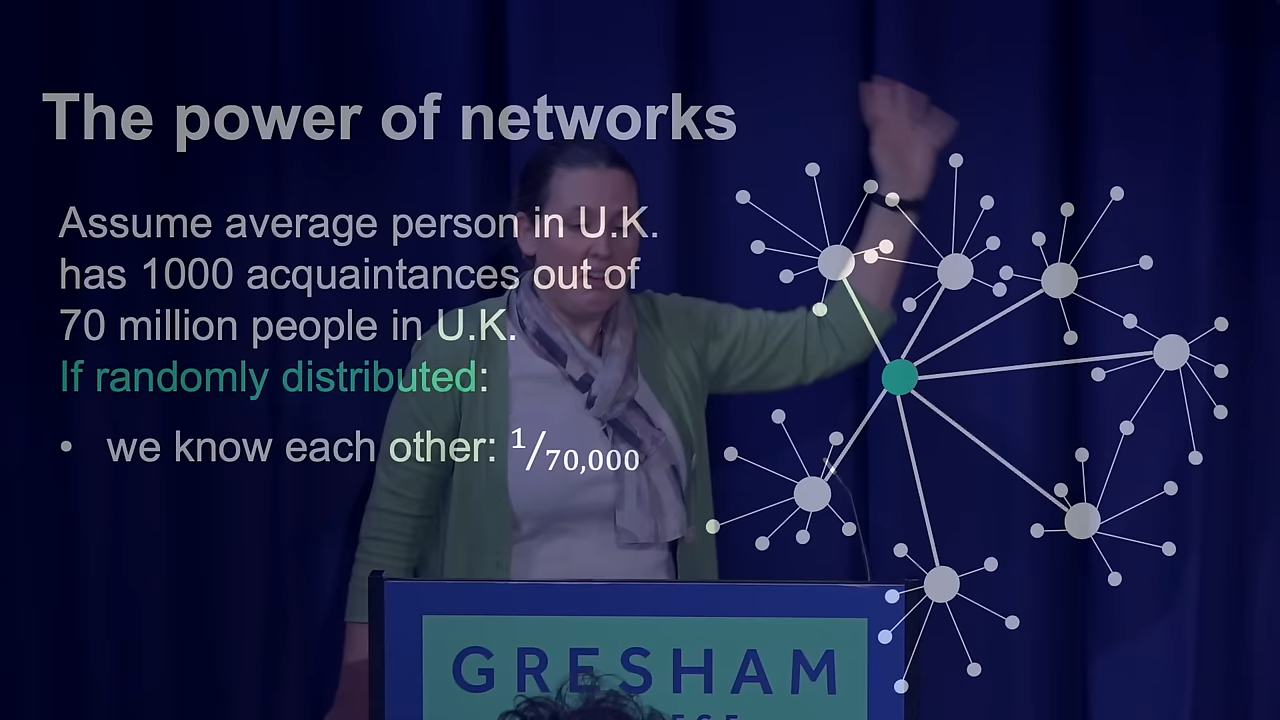 The power of networks
Assume average person in U.K.
has 1000 acquaintances out of
70 million people in U.K.
If randomly distributed:
• we know each other: 1/70,000
GRESHAM